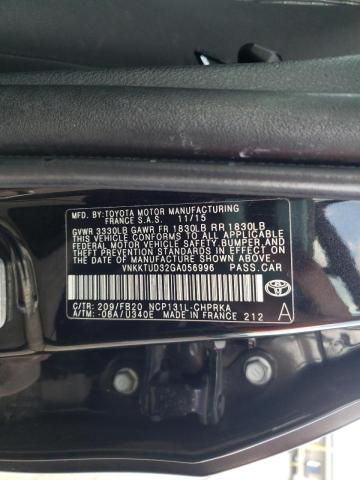 MFD. BY:TOYOTA MOTOR MANUFACTURING
FRANCE S.A.S. 11/15
GVWR 3330LB GAWR FR 1830LB RR 1830LB
THIS VEHICLE CONFORMS TO ALL APPLICABLE
FEDERAL MOTOR VEHICLE SAFETY, BUMPER,
AND THEFT PREVENTION STANDARDS IN
EFFECT ON THE DATE OF MANUFACTURE
SHOWN ABOVE.
VNKKTUD32GA056996 PASS.CAR
C/TR: 209/FB20 NCP131L-CHPRKA
A/TM: -06A/U340E MADE IN FRANCE 212
A